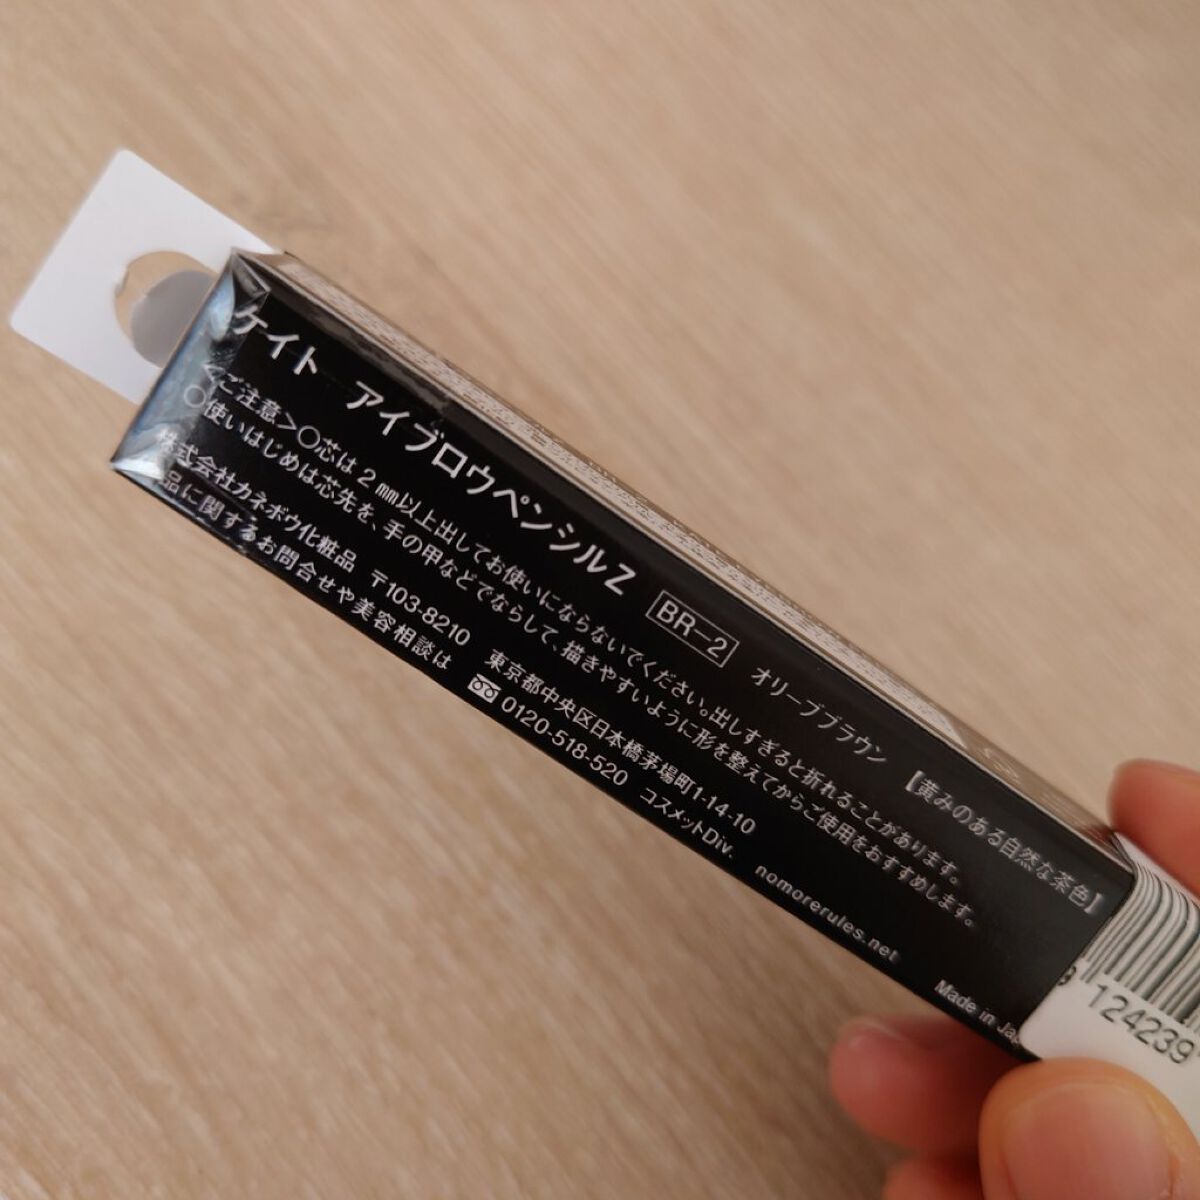 ケイト アイブロウペンシルZ BR-2 オリーブブラウン 【黄みのある自然な茶色】
<ご注意>○芯は2mm以上出してお使いにならないでください。出しすぎると折れることがあります。
○使いはじめは芯先を、手の甲などでならして、描きやすいように形を整えてからご使用をおすすめします。
株式会社カネボウ化粧品 〒103-8210 東京都中央区日本橋茅場町1-14-10
品に関するお問合せや美容相談は 0120-518-520 コスメットDiv. nomorerules.net Made in
124239